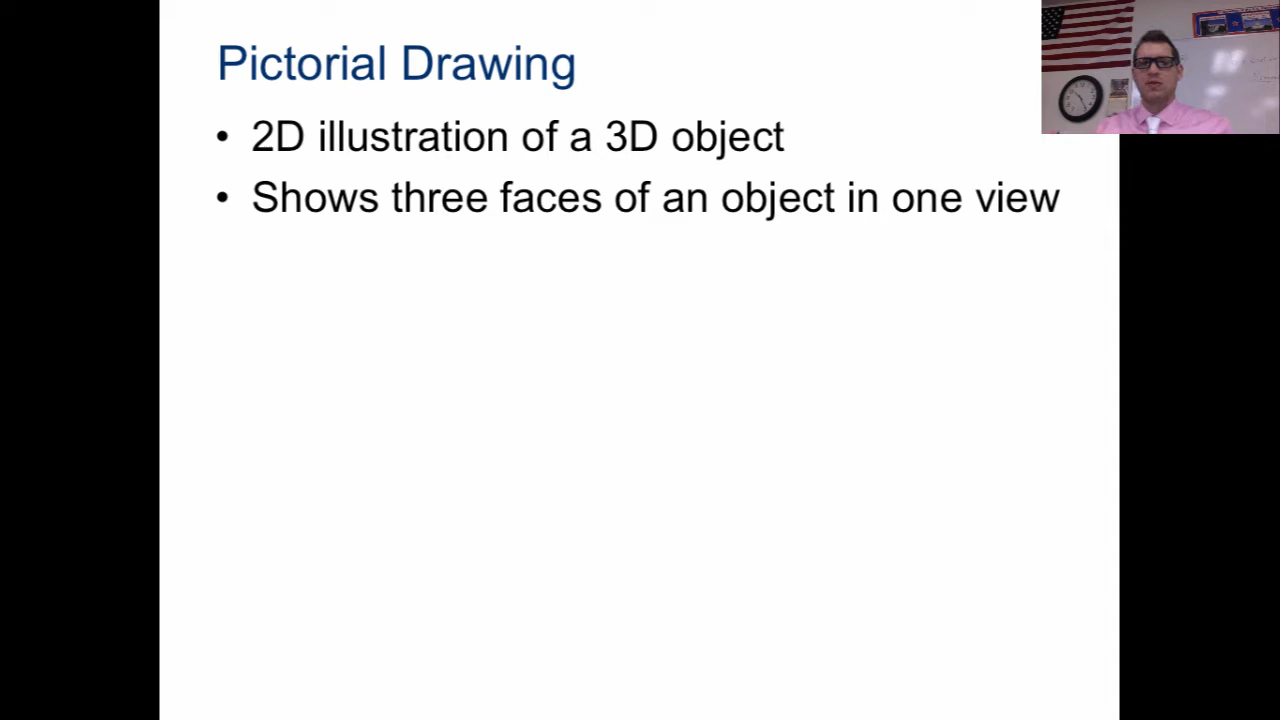 Pictorial Drawing
• 2D illustration of a 3D object
• Shows three faces of an object in one view